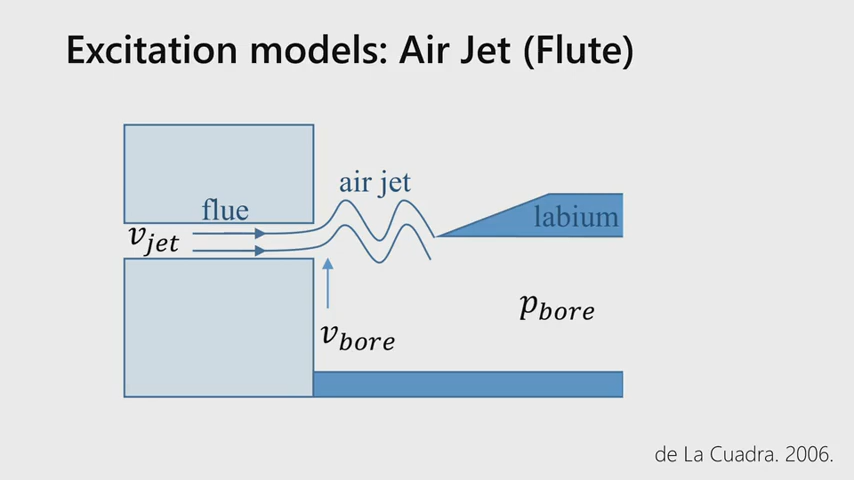 Excitation models: Air Jet (Flute)
air jet
flue
labium
v_jet
p_bore
v_bore
de La Cuadra. 2006.